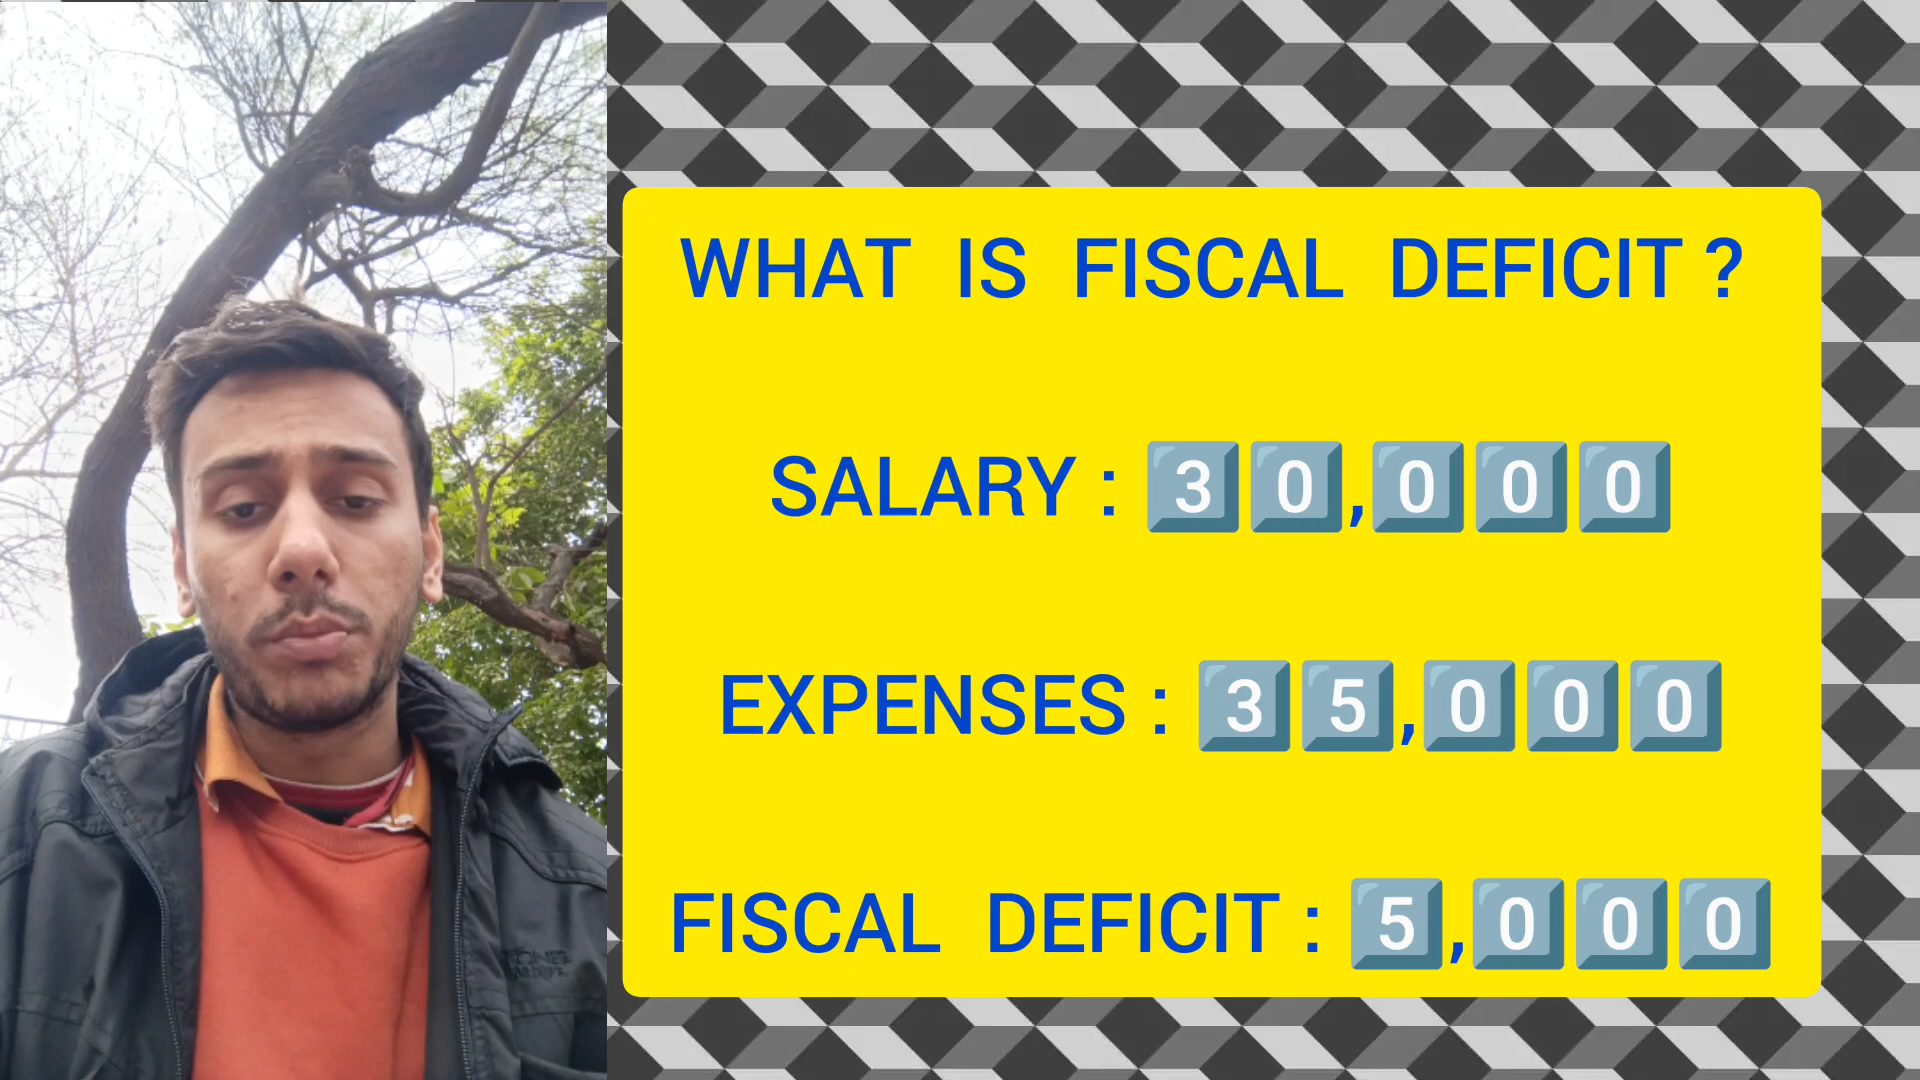 WHAT IS FISCAL DEFICIT ?
SALARY : 30,000
EXPENSES : 35,000
FISCAL DEFICIT : 5,000